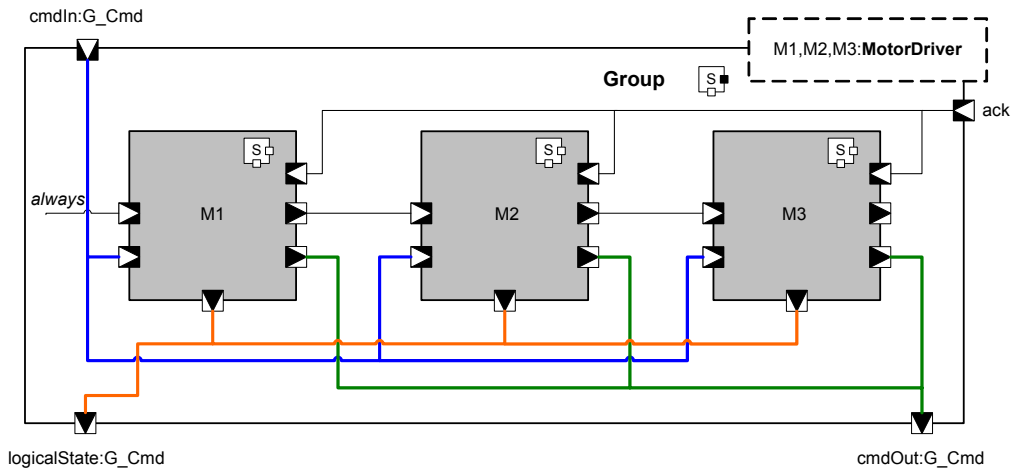 cmdIn:G_Cmd
M1,M2,M3:MotorDriver
Group
S
ack
S
S
S
always
M1
M2
M3
logicalState:G_Cmd
cmdOut:G_Cmd